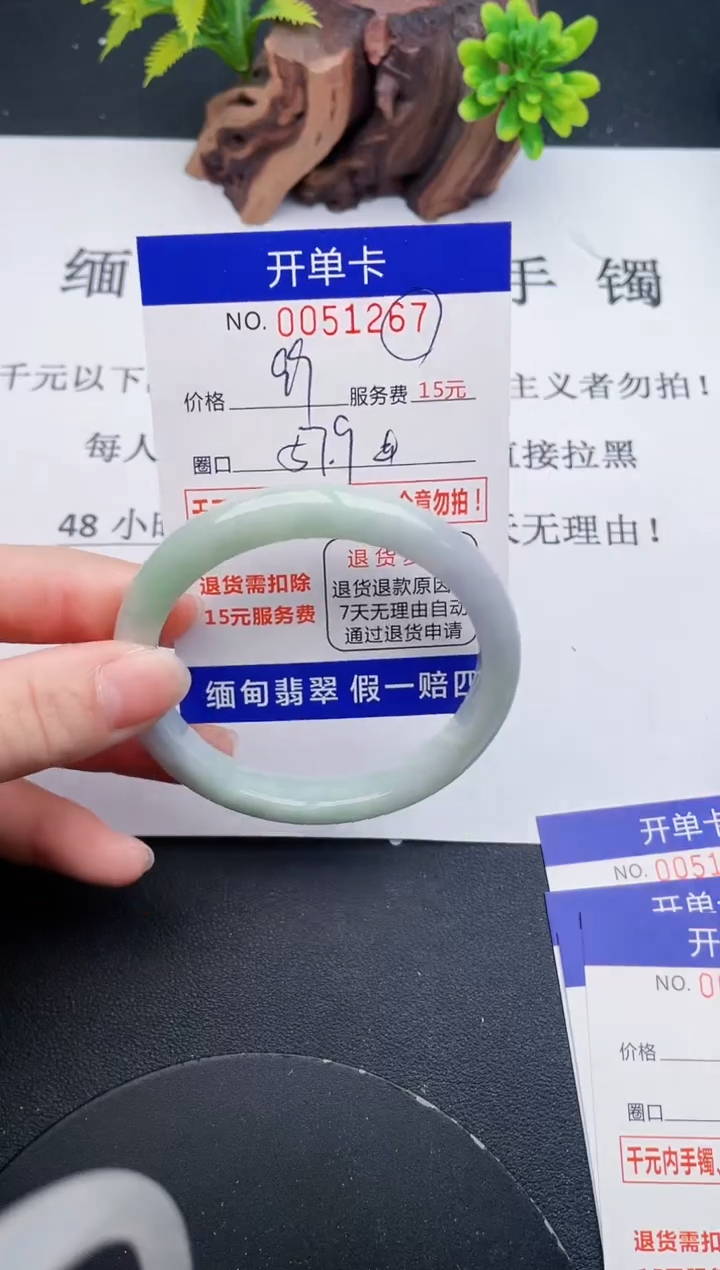 开单卡
NO. 0051267
缅 手镯
价格 服务费 15元
千元以下 主义者勿拍！
圈口 57.9
每人 直接拉黑
介意勿拍！
48 小时 天无理由！
退货需扣除
15元服务费
退货
退货退款原因
7天无理由自动
通过退货申请
缅甸翡翠 假一赔四
开单卡
NO. 0051
开单
开
NO. 0
价格
圈口
千元内手镯、
退货需扣